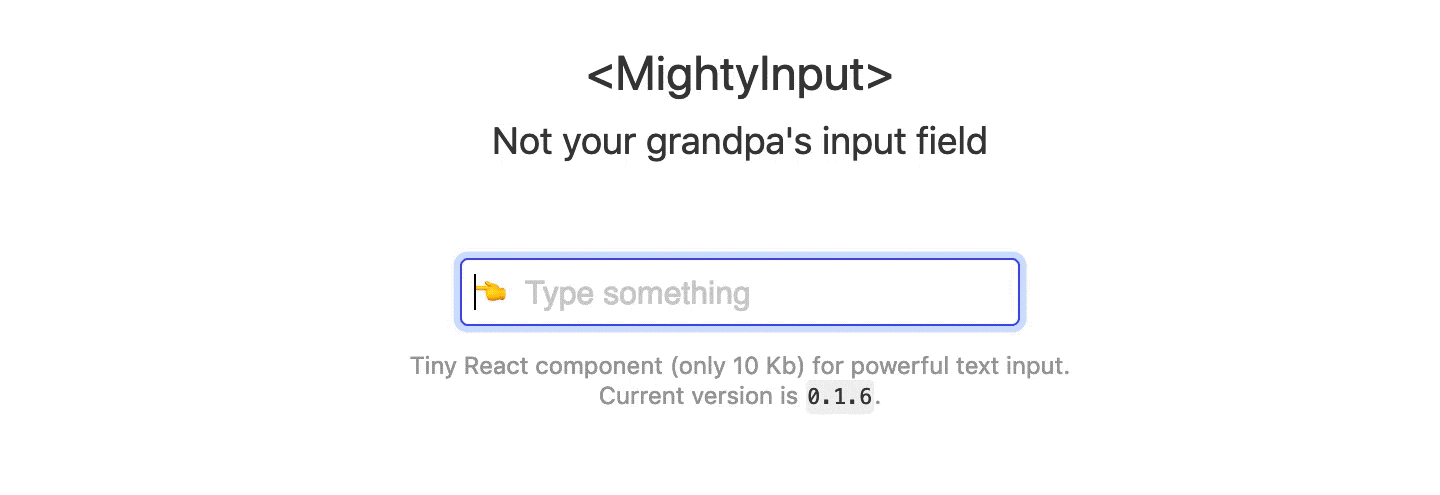 <MightyInput>
Not your grandpa's input field
👈 Type something
Tiny React component (only 10 Kb) for powerful text input.
Current version is 0.1.6.